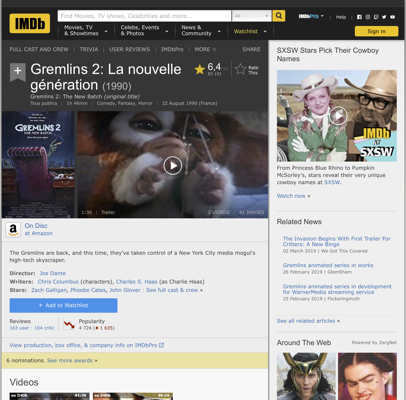 IMDb
Find Movies, TV shows, Celebrities and more...
All
IMDbPro
Help
Movies, TV
& Showtimes
Celebs, Events
& Photos
News &
Community
Watchlist
Sign in
FULL CAST AND CREW | TRIVIA | USER REVIEWS | IMDbPro | MORE
SHARE
Gremlins 2: La nouvelle
génération (1990)
Gremlins 2: The New Batch (original title)
Tous publics | 1h 46min | Comedy, Fantasy, Horror | 22 August 1990 (France)
6,4
Rate
This
GREMLINS 2
THE NEW BATCH
1:30 | Trailer
2 VIDEOS
41 IMAGES
On Disc
at Amazon
The Gremlins are back, and this time, they've taken control of a New York City media mogul's
high-tech skyscraper.
Director: Joe Dante
Writers: Chris Columbus (characters), Charles S. Haas (as Charlie Haas)
Stars: Zach Galligan, Phoebe Cates, John Glover | See full cast & crew »
+ Add to Watchlist
Reviews
163 user | 104 critic
Popularity
4 724 (1 635)
View production, box office, & company info on IMDbPro
6 nominations. See more awards »
Videos
SXSW Stars Pick Their Cowboy
Names
IMDb
AT
SXSW
From Princess Blue Rhino to Pumpkin
McSorley's, stars reveal their very unique
cowboy names at SXSW.
Watch now »
Related News
The Invasion Begins With First Trailer For
Critters: A New Binge
02 March 2019 | We Got This Covered
Gremlins animated series in works
26 February 2019 | GlamSham
Gremlins animated series in development
for WarnerMedia streaming service
25 February 2019 | Flickeringmyth
See all related articles »
Around The Web
Powered by ZergNet